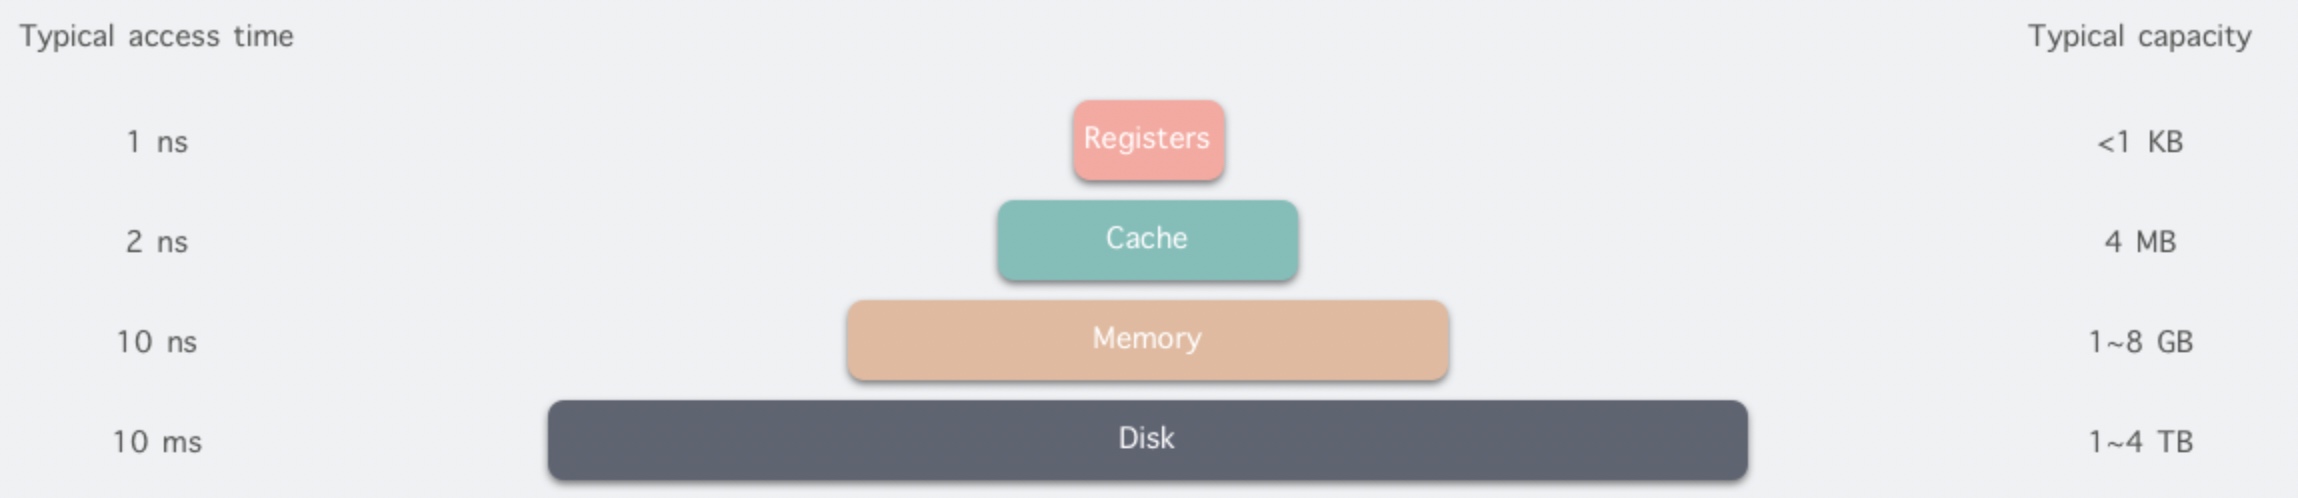 Typical access time Typical capacity
1 ns Registers <1 KB
2 ns Cache 4 MB
10 ns Memory 1~8 GB
10 ms Disk 1~4 TB